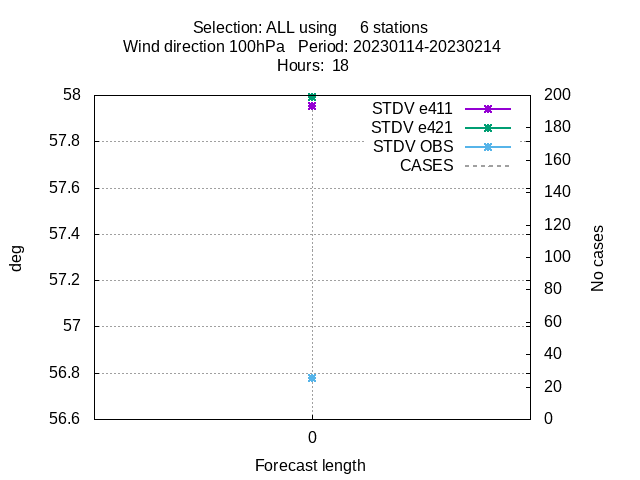 Selection: ALL using 6 stations
Wind direction 100hPa Period: 20230114-20230214
Hours: 18
58
57.8
57.6
57.4
57.2
57
56.8
56.6
deg
STDV e411
STDV e421
STDV OBS
CASES
200
180
160
140
120
100
80
60
40
20
0
No cases
0
Forecast length